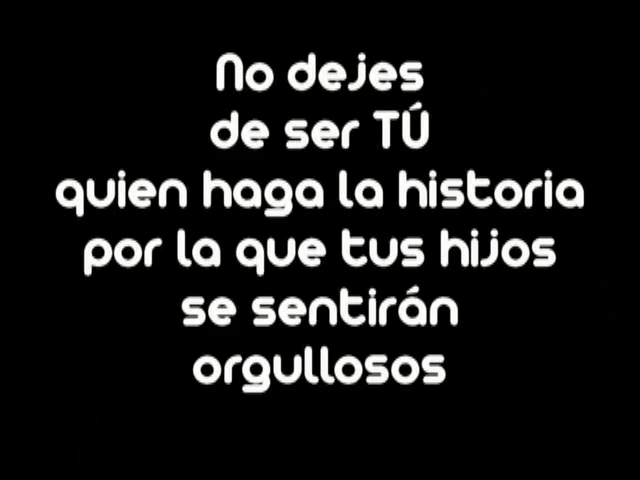 No dejes
de ser TÚ
quien haga la historia
por la que tus hijos
se sentirán
orgullosos